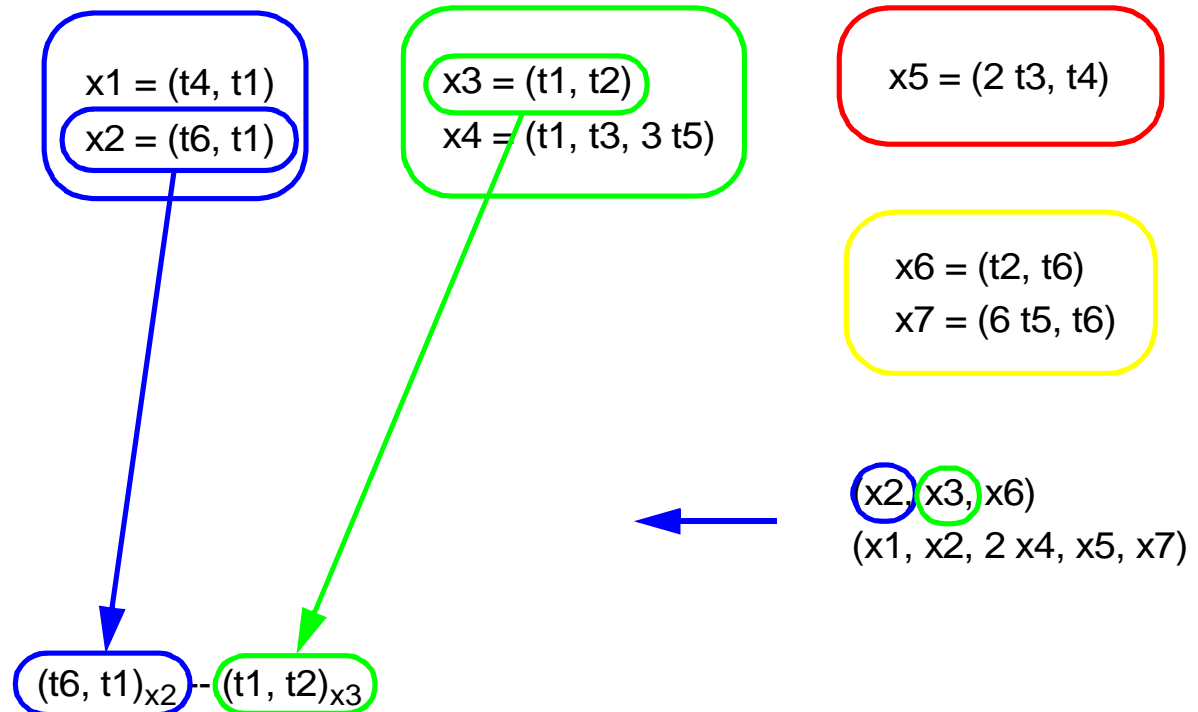 x1 = (t4, t1)
x2 = (t6, t1)
x3 = (t1, t2)
x4 = (t1, t3, 3 t5)
x5 = (2 t3, t4)
x6 = (t2, t6)
x7 = (6 t5, t6)
(x2, x3, x6)
(x1, x2, 2 x4, x5, x7)
(t6, t1)x2 -- (t1, t2)x3